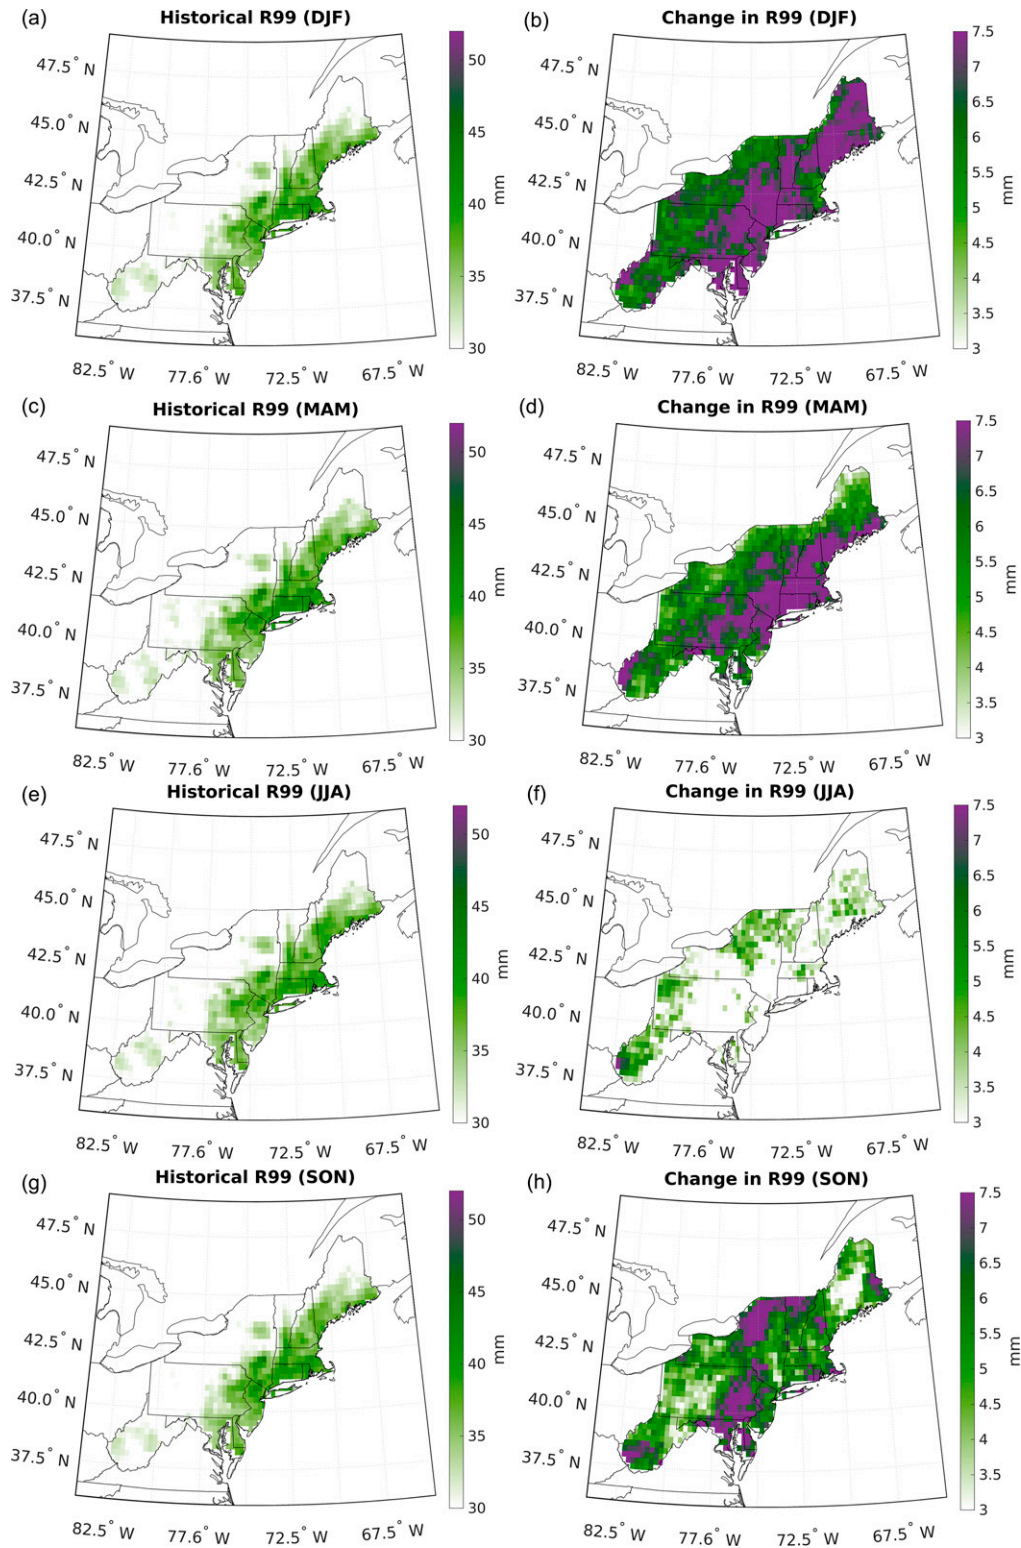 (a) Historical R99 (DJF)
47.5° N
45.0° N
42.5° N
40.0° N
37.5° N
82.5° W 77.6° W 72.5° W 67.5° W
50
45
40
35
30
mm
(b) Change in R99 (DJF)
47.5° N
45.0° N
42.5° N
40.0° N
37.5° N
82.5° W 77.6° W 72.5° W 67.5° W
7.5
7
6.5
6
5.5
5
4.5
4
3.5
3
mm
(c) Historical R99 (MAM)
47.5° N
45.0° N
42.5° N
40.0° N
37.5° N
82.5° W 77.6° W 72.5° W 67.5° W
50
45
40
35
30
mm
(d) Change in R99 (MAM)
47.5° N
45.0° N
42.5° N
40.0° N
37.5° N
82.5° W 77.6° W 72.5° W 67.5° W
7.5
7
6.5
6
5.5
5
4.5
4
3.5
3
mm
(e) Historical R99 (JJA)
47.5° N
45.0° N
42.5° N
40.0° N
37.5° N
82.5° W 77.6° W 72.5° W 67.5° W
50
45
40
35
30
mm
(f) Change in R99 (JJA)
47.5° N
45.0° N
42.5° N
40.0° N
37.5° N
82.5° W 77.6° W 72.5° W 67.5° W
7.5
7
6.5
6
5.5
5
4.5
4
3.5
3
mm
(g) Historical R99 (SON)
47.5° N
45.0° N
42.5° N
40.0° N
37.5° N
82.5° W 77.6° W 72.5° W 67.5° W
50
45
40
35
30
mm
(h) Change in R99 (SON)
47.5° N
45.0° N
42.5° N
40.0° N
37.5° N
82.5° W 77.6° W 72.5° W 67.5° W
7.5
7
6.5
6
5.5
5
4.5
4
3.5
3
mm